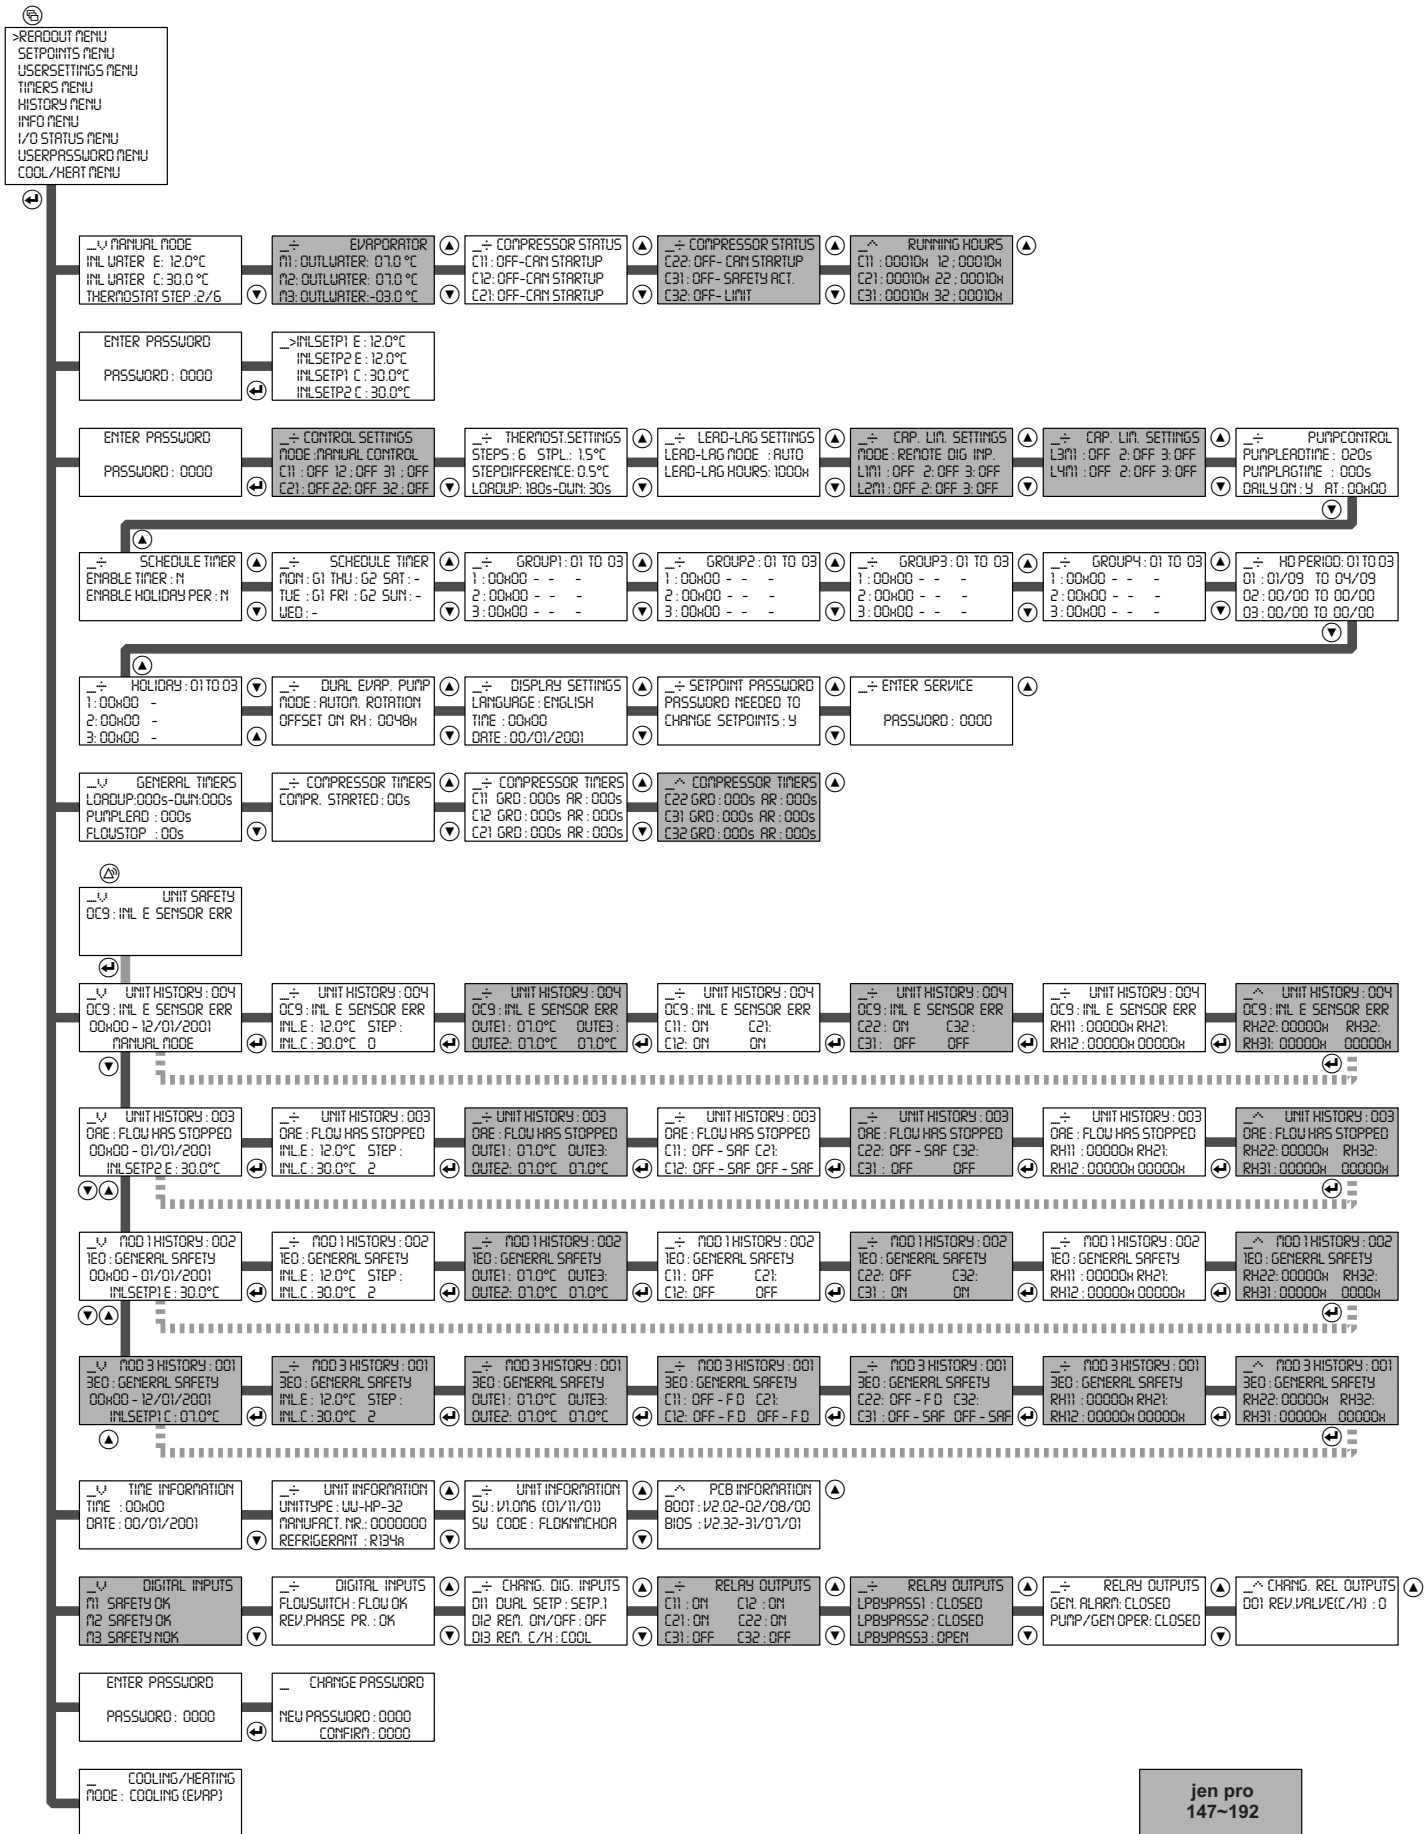 >READOUT MENU
SETPOINTS MENU
USERSETTINGS MENU
TIMERS MENU
HISTORY MENU
INFO MENU
I/O STATUS MENU
USERPASSWORD MENU
COOL/HEAT MENU
_v MANUAL MODE
INL WATER E: 12.0°C
INL WATER C: 30.0°C
THERMOSTAT STEP :2/6
_÷ EVAPORATOR
M1: OUTLWATER: 07.0 °C
M2: OUTLWATER: 07.0 °C
M3: OUTLWATER:-03.0 °C
_÷ COMPRESSOR STATUS
C11: OFF-CAN STARTUP
C12: OFF-CAN STARTUP
C21: OFF-CAN STARTUP
_÷ COMPRESSOR STATUS
C22: OFF- CAN STARTUP
C31: OFF- SAFETY ACT.
C32: OFF- LIMIT
_^ RUNNING HOURS
C11 : 00010h 12 ; 00010h
C21 : 00010h 22 ; 00010h
C31 : 00010h 32 ; 00010h
ENTER PASSWORD
PASSWORD : 0000
_>INLSETP1 E : 12.0°C
INLSETP2 E : 12.0°C
INLSETP1 C : 30.0°C
INLSETP2 C : 30.0°C
ENTER PASSWORD
PASSWORD : 0000
_÷ CONTROL SETTINGS
MODE :MANUAL CONTROL
C11 : OFF 12; OFF 31 ; OFF
C21 : OFF 22; OFF 32 ; OFF
_÷ THERMOST.SETTINGS
STEPS : 6 STPL.: 1.5°C
STEPDIFFERENCE: 0.5°C
LOADUP: 180s-DWN: 30s
_÷ LEAD-LAG SETTINGS
LEAD-LAG MODE : AUTO
LEAD-LAG HOURS: 1000h
_÷ CAP. LIM. SETTINGS
MODE : REMOTE DIG INP.
L1M1 : OFF 2: OFF 3: OFF
L2M1 : OFF 2: OFF 3: OFF
_÷ CAP. LIM. SETTINGS
L3M1 : OFF 2: OFF 3: OFF
L4M1 : OFF 2: OFF 3: OFF
_÷ PUMPCONTROL
PUMPLEADTIME : 020s
PUMPLAGTIME : 000s
DAILY ON : Y AT : 00h00
_÷ SCHEDULE TIMER
ENABLE TIMER : N
ENABLE HOLIDAY PER : N
_÷ SCHEDULE TIMER
MON : G1 THU : G2 SAT : -
TUE : G1 FRI : G2 SUN : -
WED : -
_÷ GROUP1 : 01 TO 03
1 : 00h00 - - -
2 : 00h00 - - -
3 : 00h00 - - -
_÷ GROUP2 : 01 TO 03
1 : 00h00 - - -
2 : 00h00 - - -
3 : 00h00 - - -
_÷ GROUP3 : 01 TO 03
1 : 00h00 - - -
2 : 00h00 - - -
3 : 00h00 - - -
_÷ GROUP4 : 01 TO 03
1 : 00h00 - - -
2 : 00h00 - - -
3 : 00h00 - - -
_÷ HD PERIOD: 01 TO 03
01 : 01/09 TO 04/09
02 : 00/00 TO 00/00
03 : 00/00 TO 00/00
_÷ HOLIDAY : 01 TO 03
1 : 00h00 -
2: 00h00 -
3: 00h00 -
_÷ DUAL EVAP. PUMP
MODE : AUTOM. ROTATION
OFFSET ON RH : 0048h
_÷ DISPLAY SETTINGS
LANGUAGE : ENGLISH
TIME : 00h00
DATE : 00/01/2001
_÷ SETPOINT PASSWORD
PASSWORD NEEDED TO
CHANGE SETPOINTS : Y
_÷ ENTER SERVICE
PASSWORD : 0000
_v GENERAL TIMERS
LOADUP:000s-DWN:000s
PUMPLEAD : 000s
FLOWSTOP : 00s
_÷ COMPRESSOR TIMERS
COMPR. STARTED : 00s
_÷ COMPRESSOR TIMERS
C11 GRD : 000s AR : 000s
C12 GRD : 000s AR : 000s
C21 GRD : 000s AR : 000s
_^ COMPRESSOR TIMERS
C22 GRD : 000s AR : 000s
C31 GRD : 000s AR : 000s
C32 GRD : 000s AR : 000s
_v UNIT SAFETY
0C9 : INL E SENSOR ERR
_v UNIT HISTORY : 004
0C9 : INL E SENSOR ERR
00h00 - 12/01/2001
MANUAL MODE
_÷ UNIT HISTORY : 004
0C9 : INL E SENSOR ERR
INL.E : 12.0°C STEP :
INL.C : 30.0°C 0
_÷ UNIT HISTORY : 004
0C9 : INL E SENSOR ERR
OUTE1: 07.0°C OUTE3 :
OUTE2: 07.0°C 07.0°C
_÷ UNIT HISTORY : 004
0C9 : INL E SENSOR ERR
C11 : ON C21:
C12: ON ON
_÷ UNIT HISTORY : 004
0C9 : INL E SENSOR ERR
C22 : ON C32 :
C31 : OFF OFF
_÷ UNIT HISTORY : 004
0C9 : INL E SENSOR ERR
RH11 : 00000h RH21:
RH12 : 00000h 00000h
_^ UNIT HISTORY : 004
0C9 : INL E SENSOR ERR
RH22: 00000h RH32:
RH31: 00000h 00000h
_v UNIT HISTORY : 003
0AE : FLOW HAS STOPPED
00h00 - 01/01/2001
INLSETP2 E : 30.0°C
_÷ UNIT HISTORY : 003
0AE : FLOW HAS STOPPED
INL.E : 12.0°C STEP :
INL.C : 30.0°C 2
_÷ UNIT HISTORY : 003
0AE : FLOW HAS STOPPED
OUTE1 : 07.0°C OUTE3:
OUTE2: 07.0°C 07.0°C
_÷ UNIT HISTORY : 003
0AE : FLOW HAS STOPPED
C11 : OFF - SAF C21:
C12: OFF - SAF OFF - SAF
_÷ UNIT HISTORY : 003
0AE : FLOW HAS STOPPED
C22: OFF - SAF C32:
C31 : OFF OFF
_÷ UNIT HISTORY : 003
0AE : FLOW HAS STOPPED
RH11 : 00000h RH21:
RH12 : 00000h 00000h
_^ UNIT HISTORY : 003
0AE : FLOW HAS STOPPED
RH22: 00000h RH32:
RH31 : 00000h 00000h
_v MOD 1 HISTORY : 002
1E0 : GENERAL SAFETY
00h00 - 01/01/2001
INLSETP1 E : 30.0°C
_÷ MOD 1 HISTORY : 002
1E0 : GENERAL SAFETY
INL.E : 12.0°C STEP :
INL.C : 30.0°C 2
_÷ MOD 1 HISTORY : 002
1E0 : GENERAL SAFETY
OUTE1: 07.0°C OUTE3:
OUTE2: 07.0°C 07.0°C
_÷ MOD 1 HISTORY : 002
1E0 : GENERAL SAFETY
C11 : OFF C21:
C12: OFF OFF
_÷ MOD 1 HISTORY : 002
1E0 : GENERAL SAFETY
C22: OFF C32:
C31 : ON ON
_÷ MOD 1 HISTORY : 002
1E0 : GENERAL SAFETY
RH11 : 00000h RH21:
RH12 : 00000h 00000h
_^ MOD 1 HISTORY : 002
1E0 : GENERAL SAFETY
RH22: 00000h RH32:
RH31 : 00000h 0000h
_v MOD 3 HISTORY : 001
3E0 : GENERAL SAFETY
00h00 - 12/01/2001
INLSETP1 C : 07.0°C
_÷ MOD 3 HISTORY : 001
3E0 : GENERAL SAFETY
INL.E : 12.0°C STEP :
INL.C : 30.0°C 2
_÷ MOD 3 HISTORY : 001
3E0 : GENERAL SAFETY
OUTE1 : 07.0°C OUTE3:
OUTE2: 07.0°C 07.0°C
_÷ MOD 3 HISTORY : 001
3E0 : GENERAL SAFETY
C11 : OFF - F D C21:
C12: OFF - F D OFF - F D
_÷ MOD 3 HISTORY : 001
3E0 : GENERAL SAFETY
C22: OFF - F D C32:
C31 : OFF - SAF OFF - SAF
_÷ MOD 3 HISTORY : 001
3E0 : GENERAL SAFETY
RH11 : 00000h RH21:
RH12 : 00000h 00000h
_^ MOD 3 HISTORY : 001
3E0 : GENERAL SAFETY
RH22: 00000h RH32:
RH31 : 00000h 00000h
_v TIME INFORMATION
TIME : 00h00
DATE : 00/01/2001
_÷ UNIT INFORMATION
UNITTYPE : WW-HP-32
MANUFACT. NR.: 0000000
REFRIGERANT : R134a
_÷ UNIT INFORMATION
SW : V1.0M6 (01/11/01)
SW CODE : FLDKNMCH0A
_^ PCB INFORMATION
BOOT : V2.02-02/08/00
BIOS : V2.32-31/07/01
_v DIGITAL INPUTS
M1 SAFETY OK
M2 SAFETY OK
M3 SAFETY NOK
_÷ DIGITAL INPUTS
FLOWSWITCH : FLOW OK
REV.PHASE PR. : OK
_÷ CHANG. DIG. INPUTS
DI1 DUAL SETP : SETP.1
DI2 REM. ON/OFF : OFF
DI3 REM. C/H : COOL
_÷ RELAY OUTPUTS
C11 : ON C12 : ON
C21 : ON C22 : ON
C31 : OFF C32 : OFF
_÷ RELAY OUTPUTS
LPBYPASS1 : CLOSED
LPBYPASS2 : CLOSED
LPBYPASS3 : OPEN
_÷ RELAY OUTPUTS
GEN. ALARM: CLOSED
PUMP/GEN OPER: CLOSED
_^ CHANG. REL OUTPUTS
DO1 REV.VALVE(C/H) : 0
ENTER PASSWORD
PASSWORD : 0000
_ CHANGE PASSWORD
NEW PASSWORD : 0000
CONFIRM : 0000
_ COOLING/HEATING
MODE : COOLING (EVAP)
jen pro
147~192